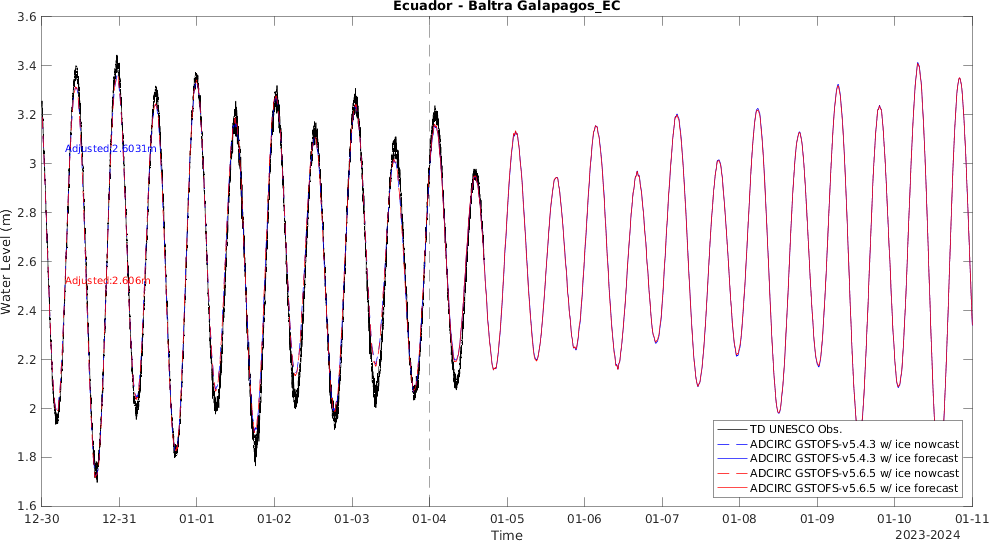 Ecuador - Baltra Galapagos_EC
3.6
3.4
3.2
3
2.8
2.6
2.4
2.2
2
1.8
1.6
Water Level (m)
Adjusted:2.6031m
Adjusted:2.606m
TD UNESCO Obs.
ADCIRC GSTOFS-v5.4.3 w/ ice nowcast
ADCIRC GSTOFS-v5.4.3 w/ ice forecast
ADCIRC GSTOFS-v5.6.5 w/ ice nowcast
ADCIRC GSTOFS-v5.6.5 w/ ice forecast
12-30 12-31 01-01 01-02 01-03 01-04 01-05 01-06 01-07 01-08 01-09 01-10 01-11
Time
2023-2024